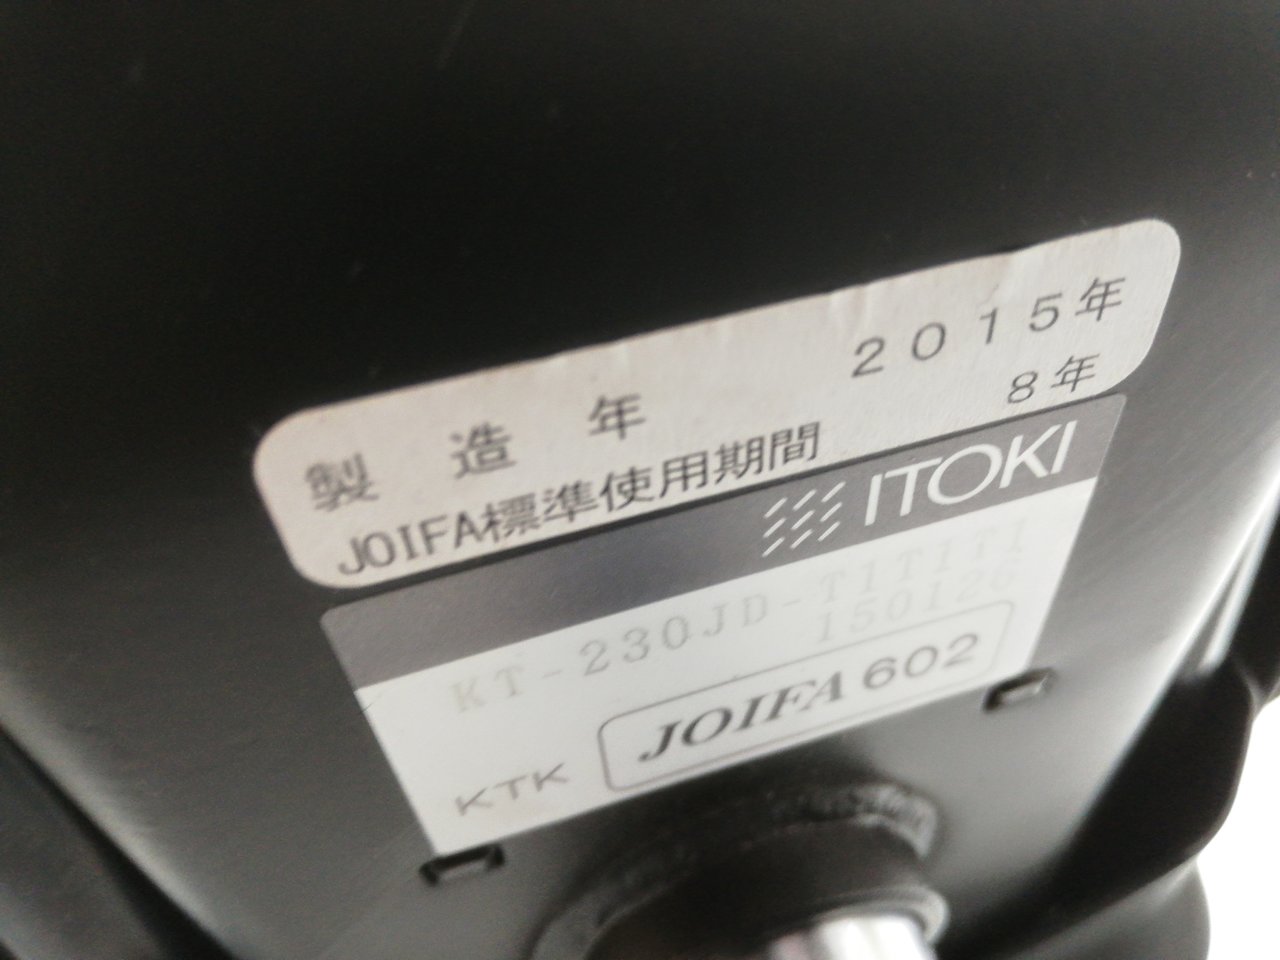 製造年 2015年
JOIFA標準使用期間 8年
ITOKI
KT-230JD-T1T1T1
150126
KTK JOIFA 602